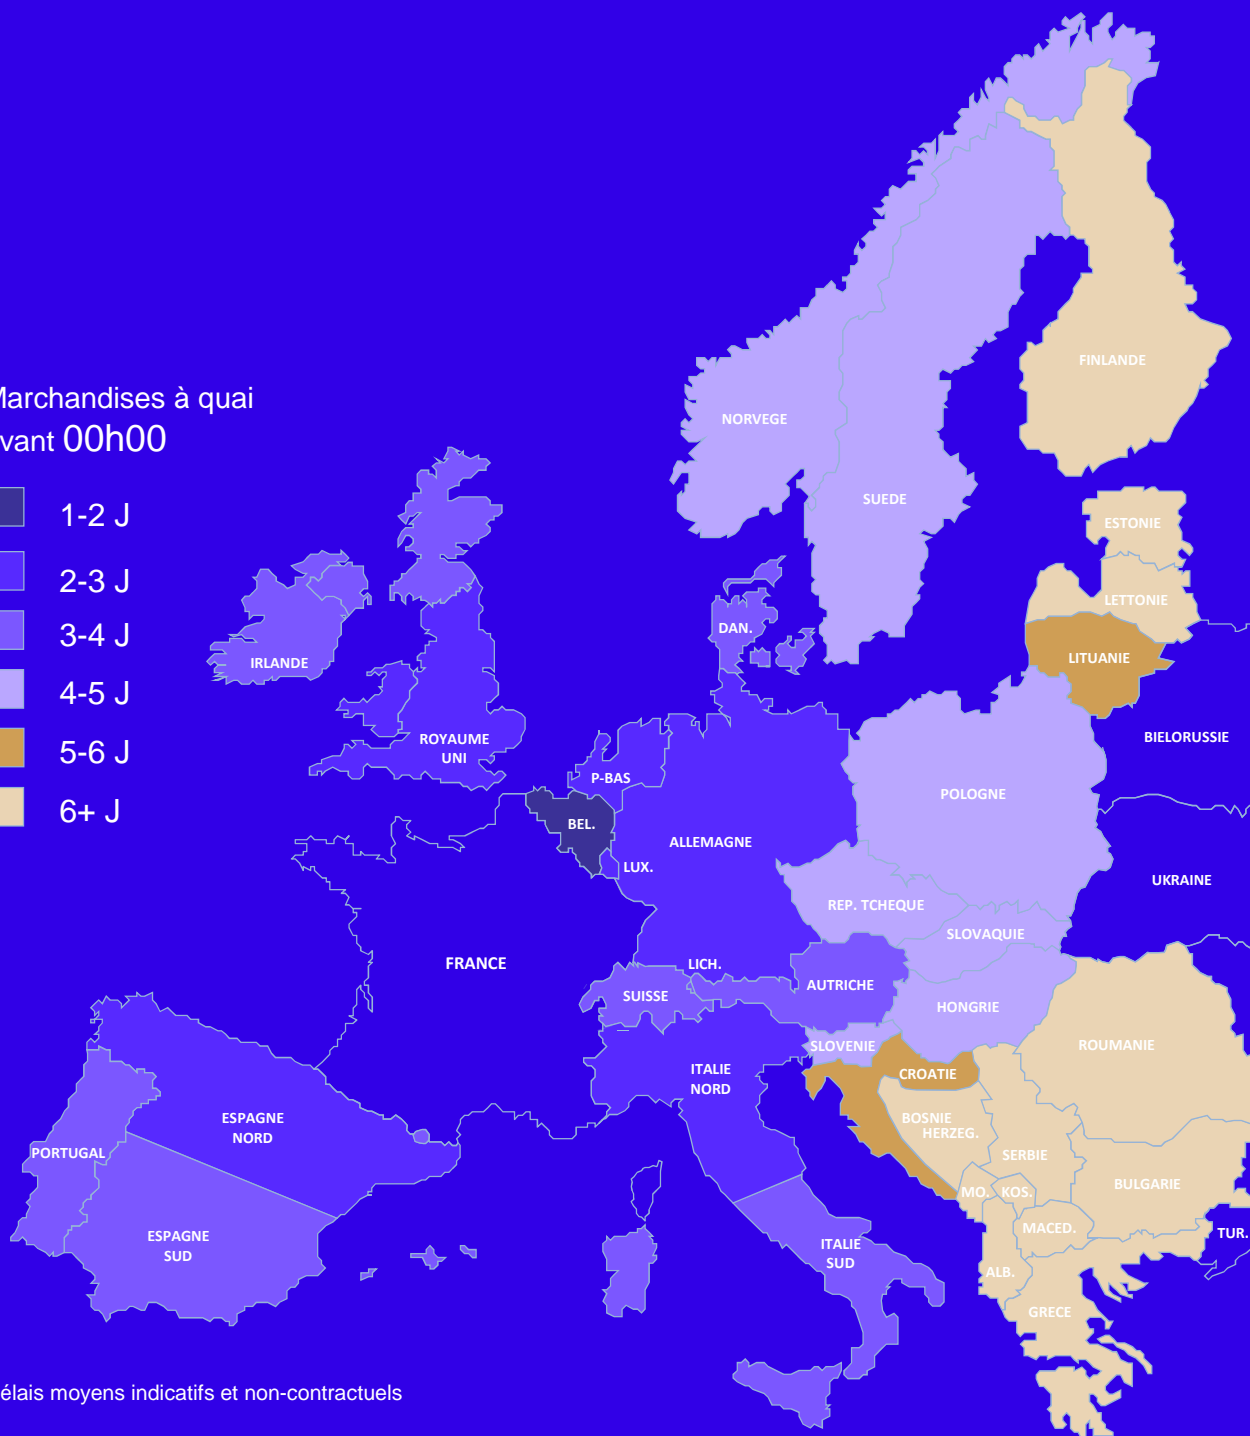 Marchandises à quai
vant 00h00
1-2 J
2-3 J
3-4 J
4-5 J
5-6 J
6+ J
FINLANDE
NORVEGE
SUEDE
ESTONIE
LETTONIE
LITUANIE
DAN.
IRLANDE
ROYAUME
UNI
BIELORUSSIE
P-BAS
POLOGNE
BEL.
ALLEMAGNE
LUX.
UKRAINE
REP. TCHEQUE
SLOVAQUIE
FRANCE
LICH.
SUISSE
AUTRICHE
HONGRIE
SLOVENIE
ROUMANIE
ITALIE
NORD
CROATIE
ESPAGNE
NORD
BOSNIE
HERZEG.
PORTUGAL
SERBIE
BULGARIE
MO.
KOS.
MACED.
TUR.
ESPAGNE
SUD
ITALIE
SUD
ALB.
GRECE
élais moyens indicatifs et non-contractuels